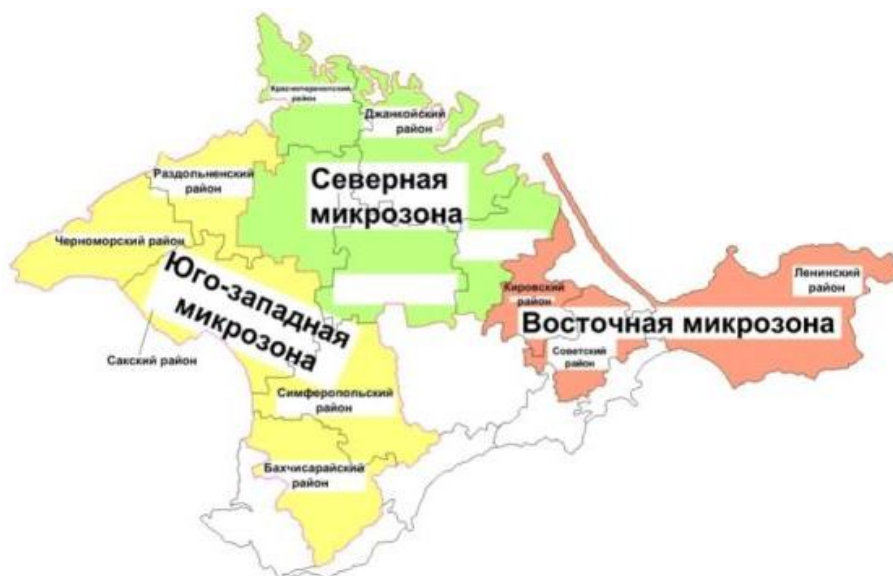 Красноперекопский
район
Джанкойский
район
Раздольненский
район
Северная
микрозона
Черноморский район
Юго-западная
микрозона
Сакский район
Симферопольский
район
Бахчисарайский
район
Кировский
район
Ленинский
район
Восточная микрозона
Советский
район